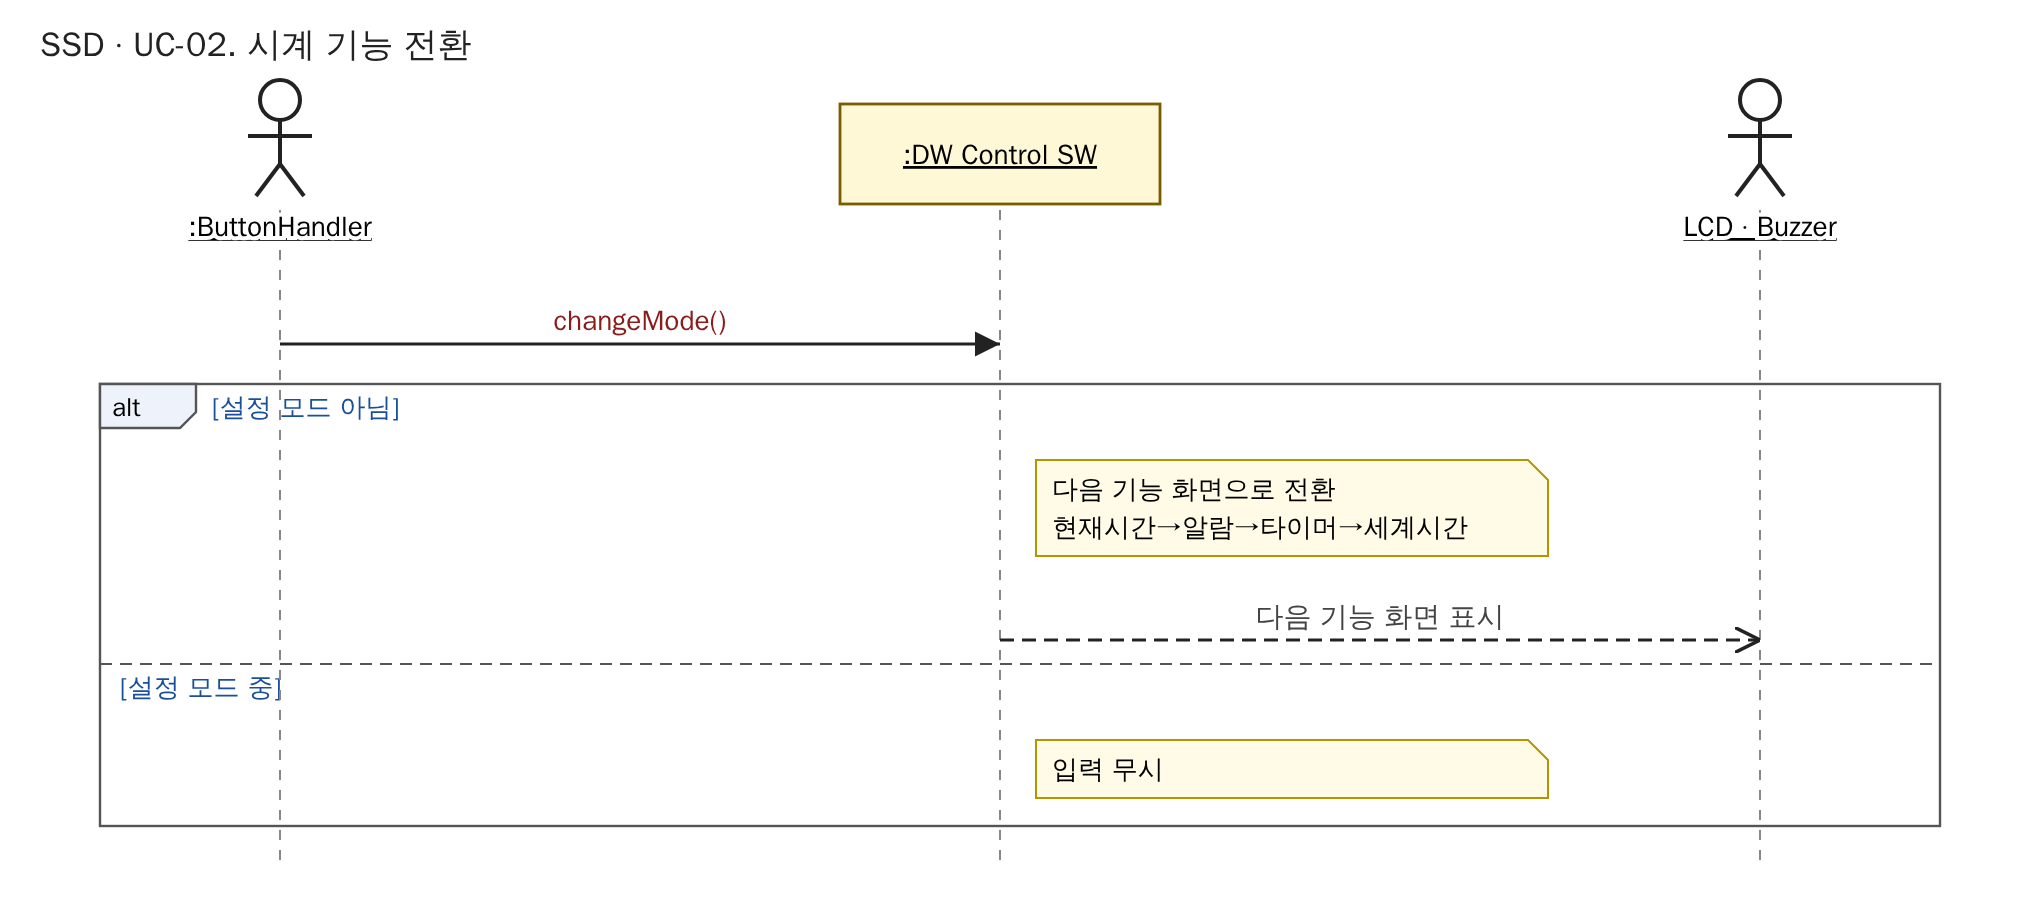 SSD · UC-02. 시계 기능 전환
:ButtonHandler
:DW Control SW
LCD · Buzzer
changeMode()
alt [설정 모드 아님]
다음 기능 화면으로 전환
현재시간→알람→타이머→세계시간
다음 기능 화면 표시
[설정 모드 중]
입력 무시